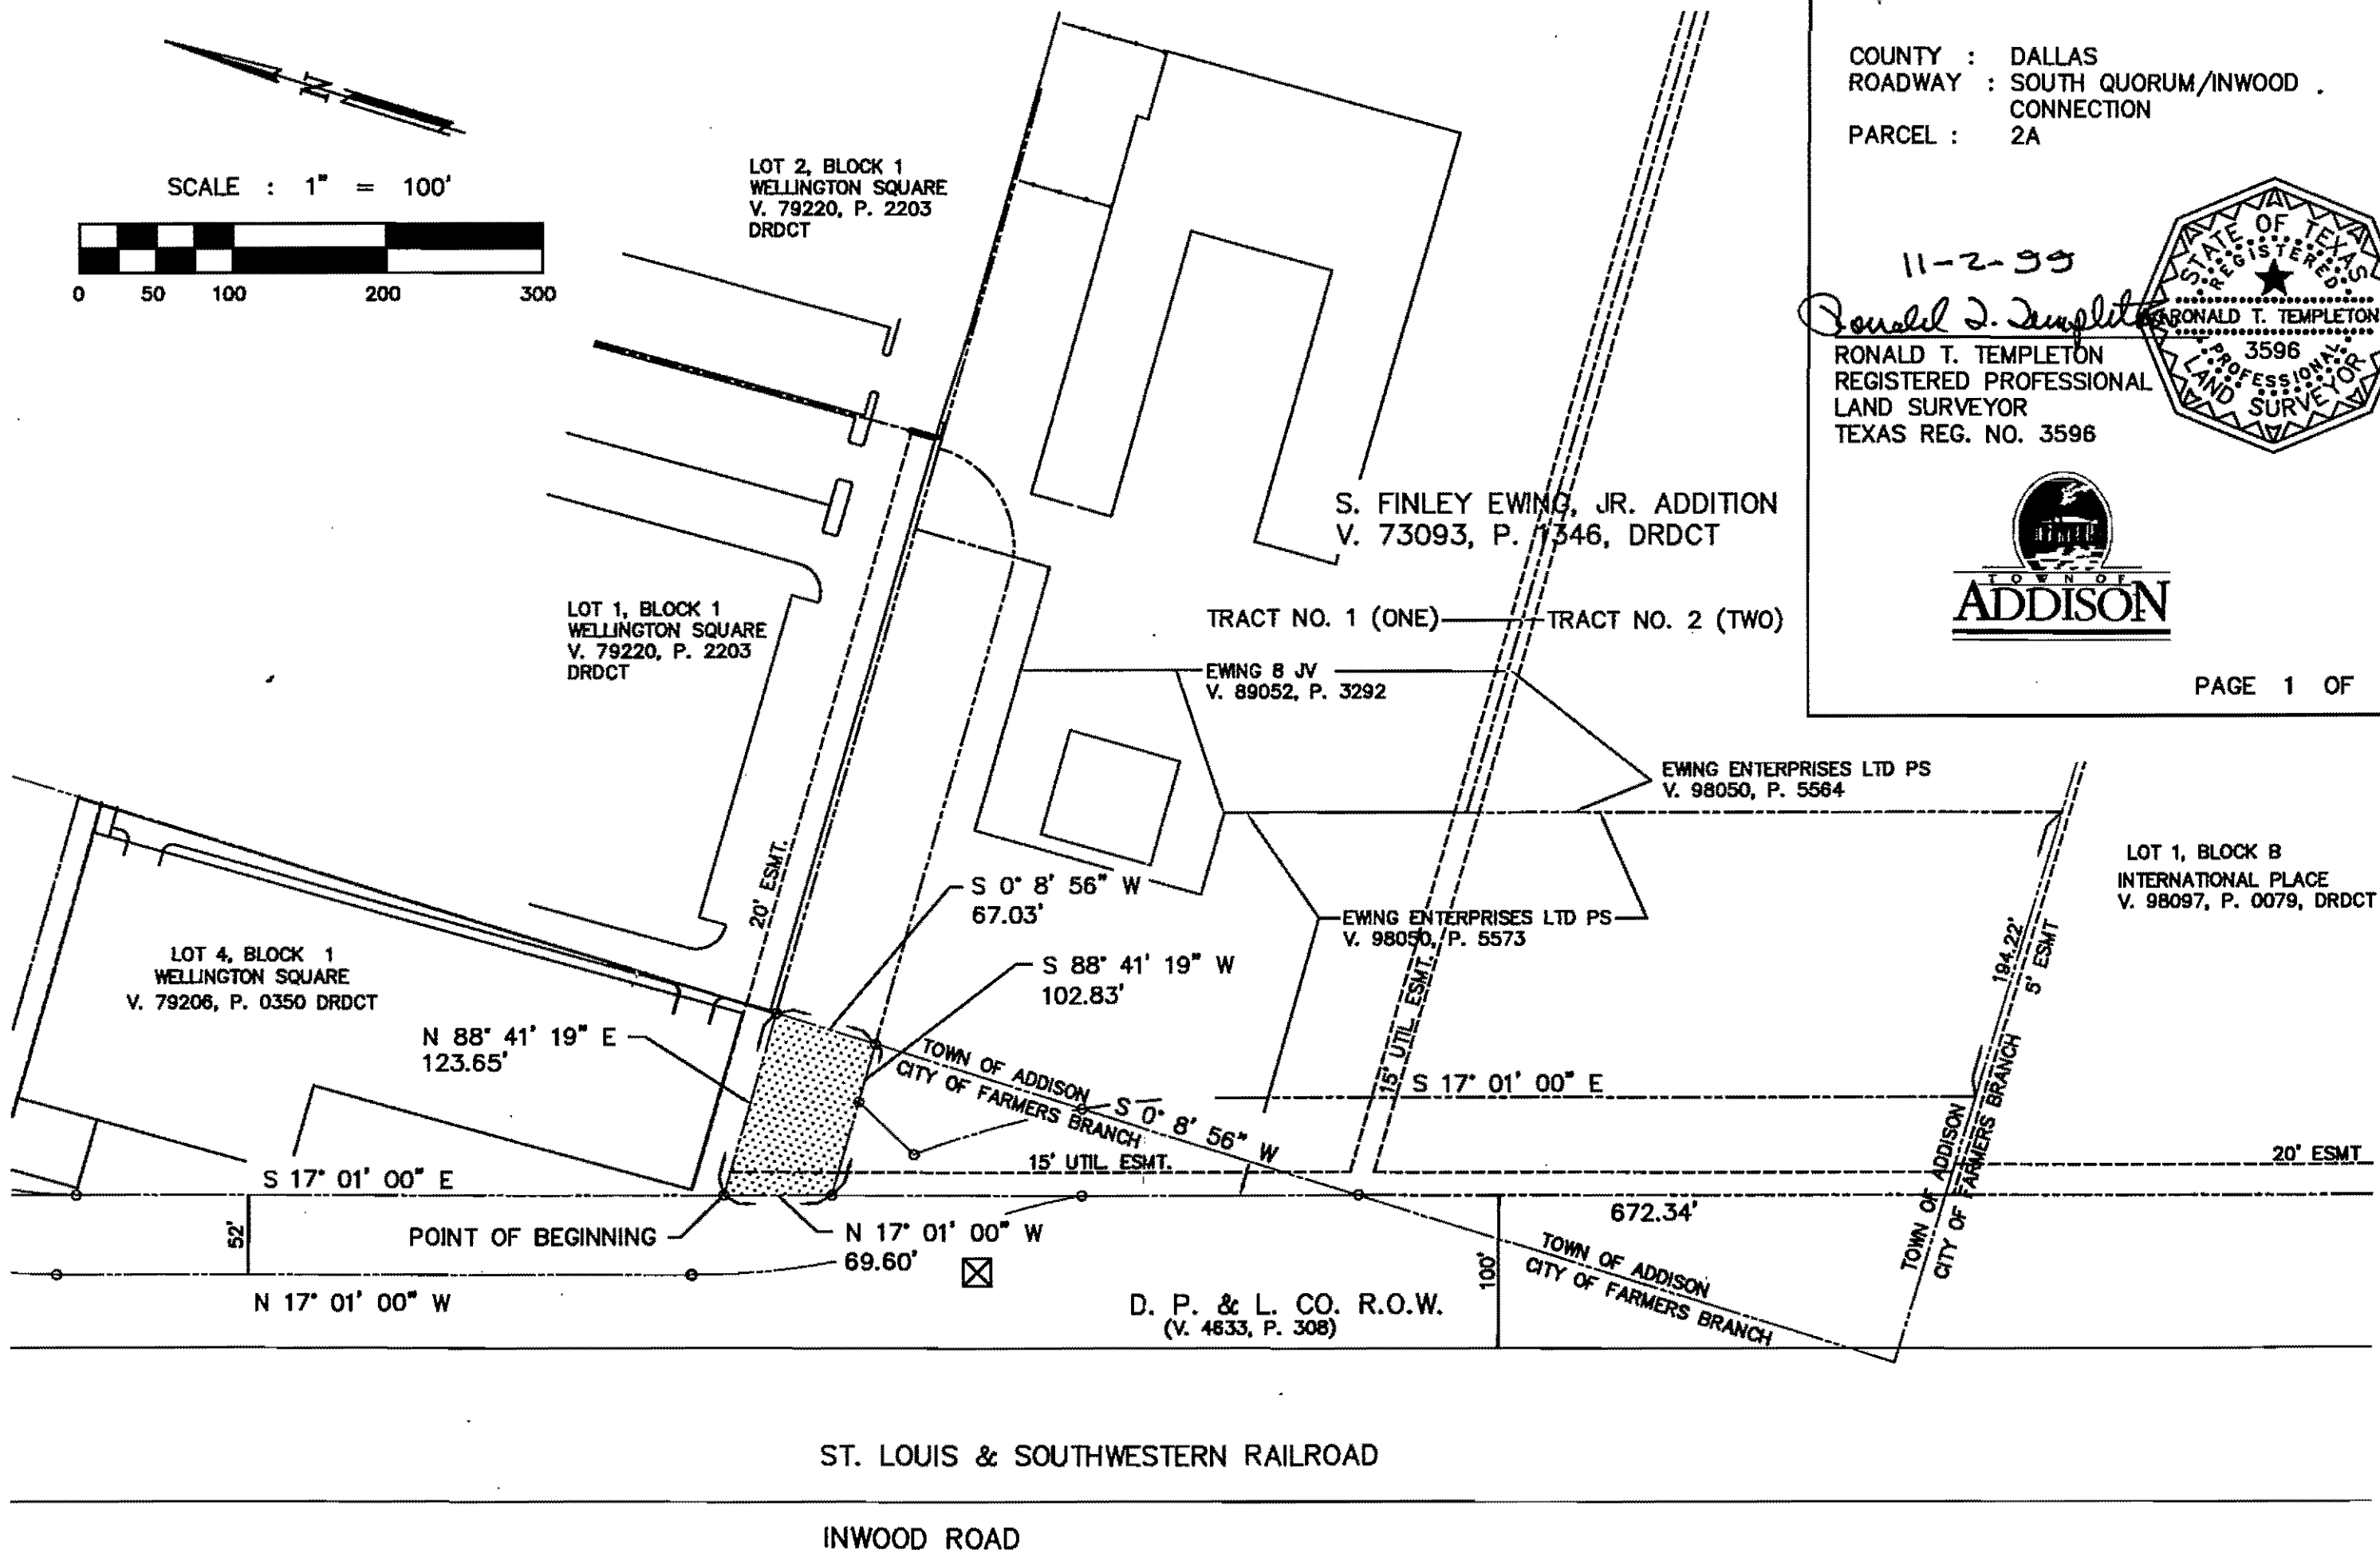 N
SCALE : 1" = 100'
0 50 100 200 300
COUNTY : DALLAS
ROADWAY : SOUTH QUORUM/INWOOD
CONNECTION
PARCEL : 2A
11-2-99
Ronald T. Templeton
RONALD T. TEMPLETON
REGISTERED PROFESSIONAL
LAND SURVEYOR
TEXAS REG. NO. 3596
STATE OF TEXAS
REGISTERED
RONALD T. TEMPLETON
3596
PROFESSIONAL
LAND SURVEYOR
TOWN OF
ADDISON
PAGE 1 OF
LOT 2, BLOCK 1
WELLINGTON SQUARE
V. 79220, P. 2203
DRDCT
S. FINLEY EWING, JR. ADDITION
V. 73093, P. 1346, DRDCT
LOT 1, BLOCK 1
WELLINGTON SQUARE
V. 79220, P. 2203
DRDCT
TRACT NO. 1 (ONE)
TRACT NO. 2 (TWO)
EWING 8 JV
V. 89052, P. 3292
EWING ENTERPRISES LTD PS
V. 98050, P. 5564
LOT 1, BLOCK B
INTERNATIONAL PLACE
V. 98097, P. 0079, DRDCT
20' ESMT.
S 0° 8' 56" W
67.03'
EWING ENTERPRISES LTD PS
V. 98050, P. 5573
LOT 4, BLOCK 1
WELLINGTON SQUARE
V. 79206, P. 0350 DRDCT
S 88° 41' 19" W
102.83'
15' UTIL. ESMT.
194.22'
5' ESMT
N 88° 41' 19" E
123.65'
TOWN OF ADDISON
CITY OF FARMERS BRANCH
S 0° 8' 56" W
S 17° 01' 00" E
TOWN OF ADDISON
CITY OF FARMERS BRANCH
15' UTIL. ESMT.
20' ESMT
S 17° 01' 00" E
52'
POINT OF BEGINNING
N 17° 01' 00" W
69.60'
672.34'
100'
TOWN OF ADDISON
CITY OF FARMERS BRANCH
N 17° 01' 00" W
D. P. & L. CO. R.O.W.
(V. 4633, P. 308)
ST. LOUIS & SOUTHWESTERN RAILROAD
INWOOD ROAD